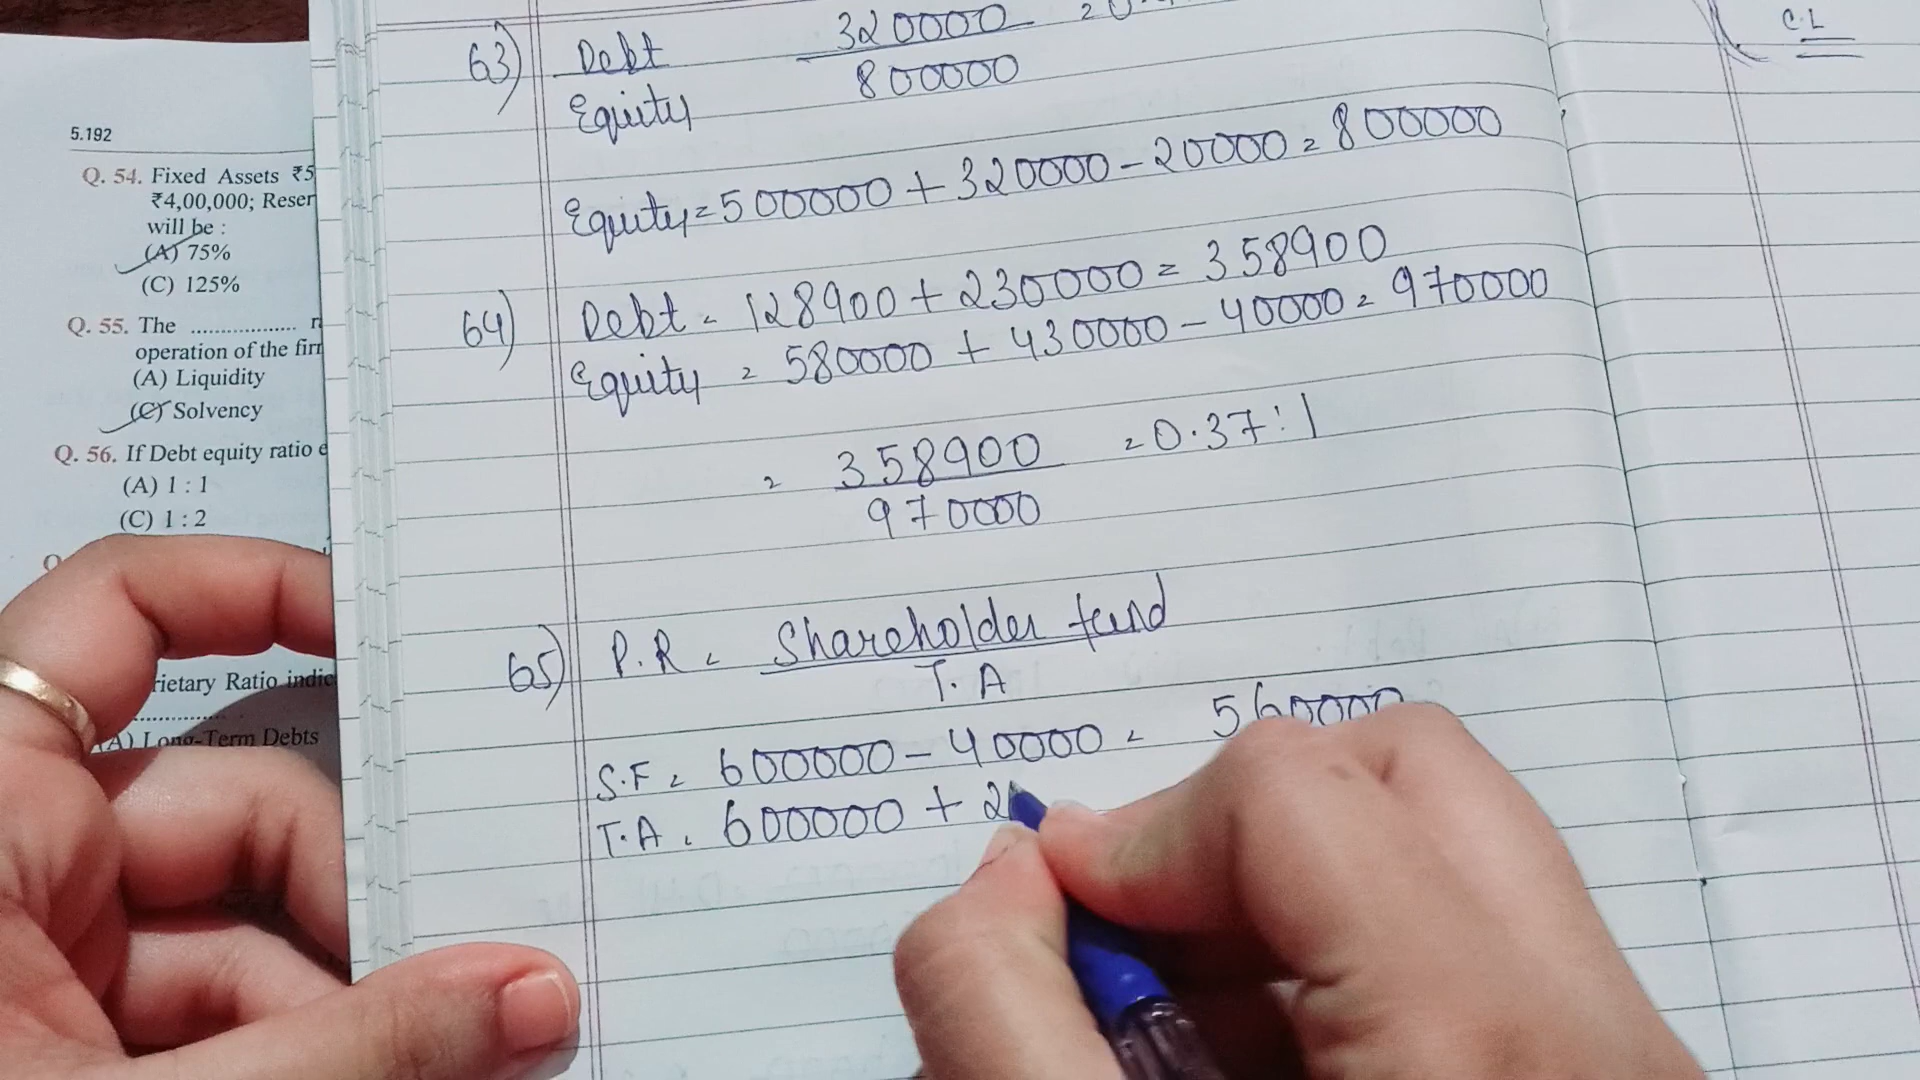 5.192
Q. 54. Fixed Assets ₹5
₹4,00,000; Reser
will be :
(A) 75%
(C) 125%
Q. 55. The ..................
operation of the fir
(A) Liquidity
(C) Solvency
Q. 56. If Debt equity ratio e
(A) 1 : 1
(C) 1 : 2
rietary Ratio indic
(A) Long-Term Debts
C.L
63) Debt 320000
Equity 800000
Equity = 500000 + 320000 - 20000 = 800000
64) Debt = 128900 + 230000 = 358900
Equity = 580000 + 430000 - 40000 = 970000
= 358900 = 0.37:1
970000
65) P.R = Shareholder fund
T.A
S.F = 600000 - 40000 = 560000
T.A = 600000 + 2